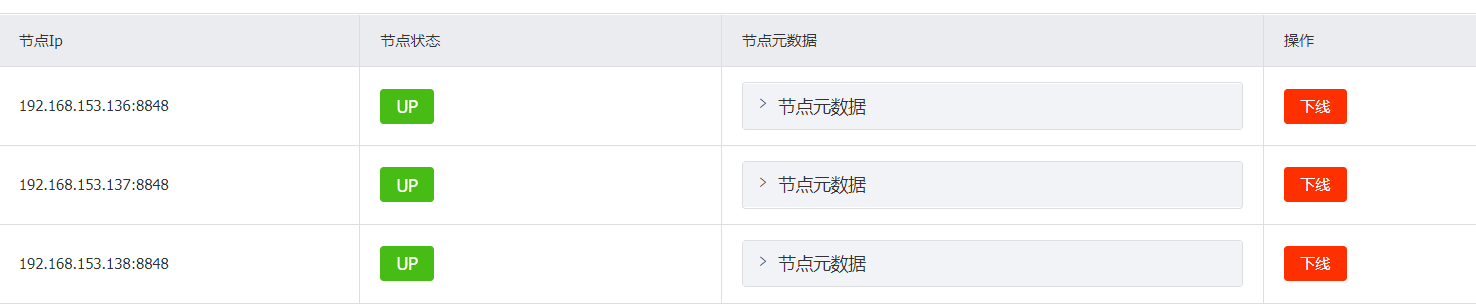 节点Ip 节点状态 节点元数据 操作
192.168.153.136:8848 UP 节点元数据 下线
192.168.153.137:8848 UP 节点元数据 下线
192.168.153.138:8848 UP 节点元数据 下线